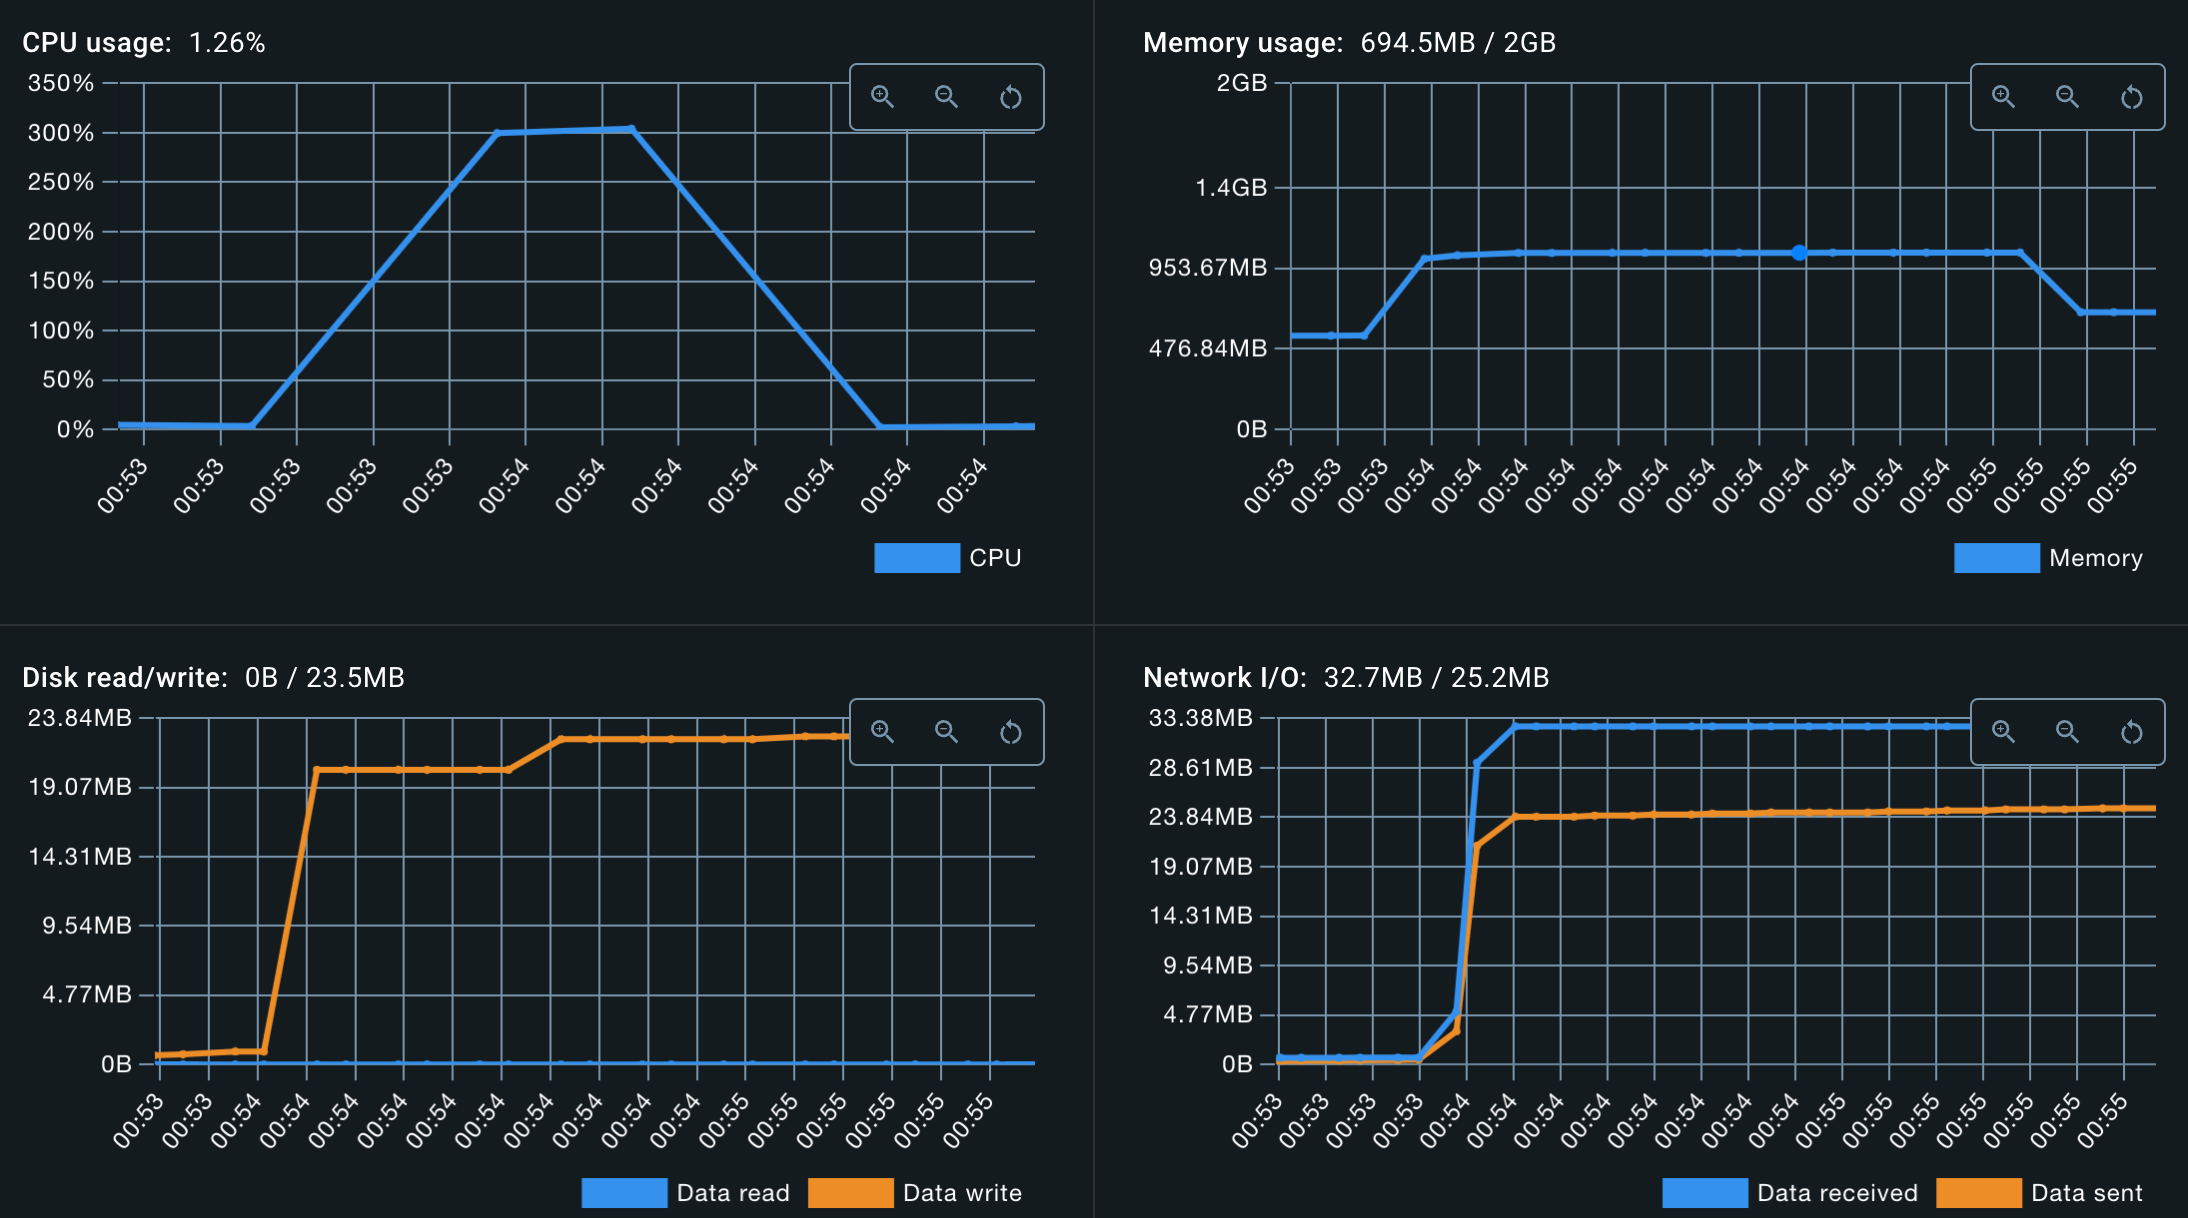 CPU usage: 1.26%
350%
300%
250%
200%
150%
100%
50%
0%
00:53 00:53 00:53 00:53 00:53 00:54 00:54 00:54 00:54 00:54 00:54 00:54
CPU
Memory usage: 694.5MB / 2GB
2GB
1.4GB
953.67MB
476.84MB
0B
00:53 00:53 00:53 00:54 00:54 00:54 00:54 00:54 00:54 00:54 00:54 00:54 00:54 00:54 00:54 00:55 00:55 00:55 00:55
Memory
Disk read/write: 0B / 23.5MB
23.84MB
19.07MB
14.31MB
9.54MB
4.77MB
0B
00:53 00:53 00:54 00:54 00:54 00:54 00:54 00:54 00:54 00:54 00:54 00:54 00:55 00:55 00:55 00:55 00:55 00:55
Data read Data write
Network I/O: 32.7MB / 25.2MB
33.38MB
28.61MB
23.84MB
19.07MB
14.31MB
9.54MB
4.77MB
0B
00:53 00:53 00:53 00:53 00:54 00:54 00:54 00:54 00:54 00:54 00:54 00:54 00:55 00:55 00:55 00:55 00:55 00:55 00:55
Data received Data sent